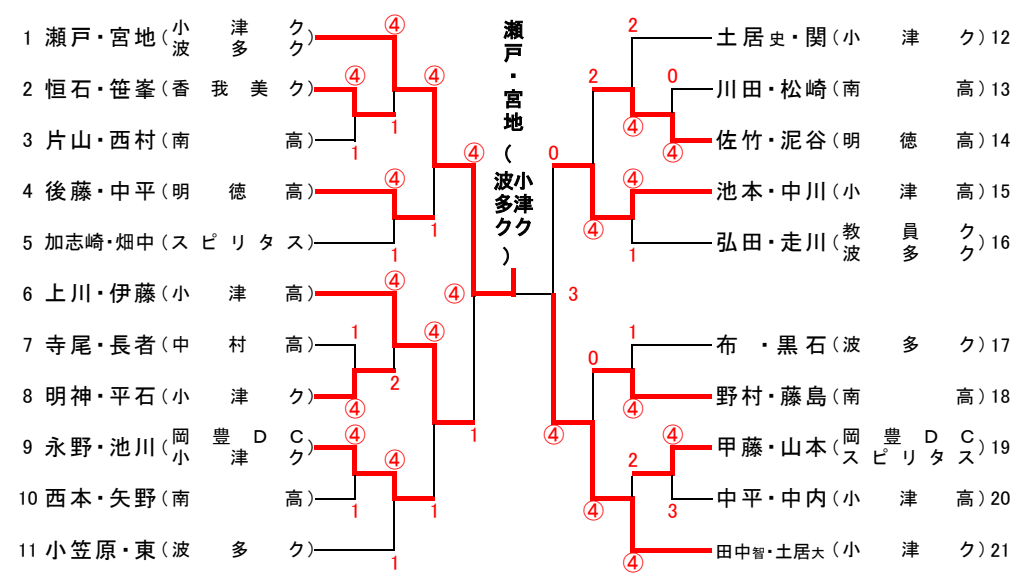 1 瀬戸・宮地(小津ク 波多ク)
2 恒石・笹峯(香我美ク)
3 片山・西村(南高)
4 後藤・中平(明徳高)
5 加志崎・畑中(スピリタス)
6 上川・伊藤(小津高)
7 寺尾・長者(中村高)
8 明神・平石(小津ク)
9 永野・池川(岡豊DC 小津ク)
10 西本・矢野(南高)
11 小笠原・東(波多ク)
④
④
1
1
④
④
1
1
④
④
1
④
2
④
④
1
④
1
1
1
④
1
瀬戸・宮地(小津ク 波多ク)
④
3
0
④
2
④
0
④
2
④
0
④
④
1
1
④
2
④
④
3
土居史・関(小津ク)12
川田・松崎(南高)13
佐竹・泥谷(明徳高)14
池本・中川(小津高)15
弘田・走川(教員ク 波多ク)16
布・黒石(波多ク)17
野村・藤島(南高)18
甲藤・山本(岡豊DC スピリタス)19
中平・中内(小津高)20
田中智・土居大(小津ク)21